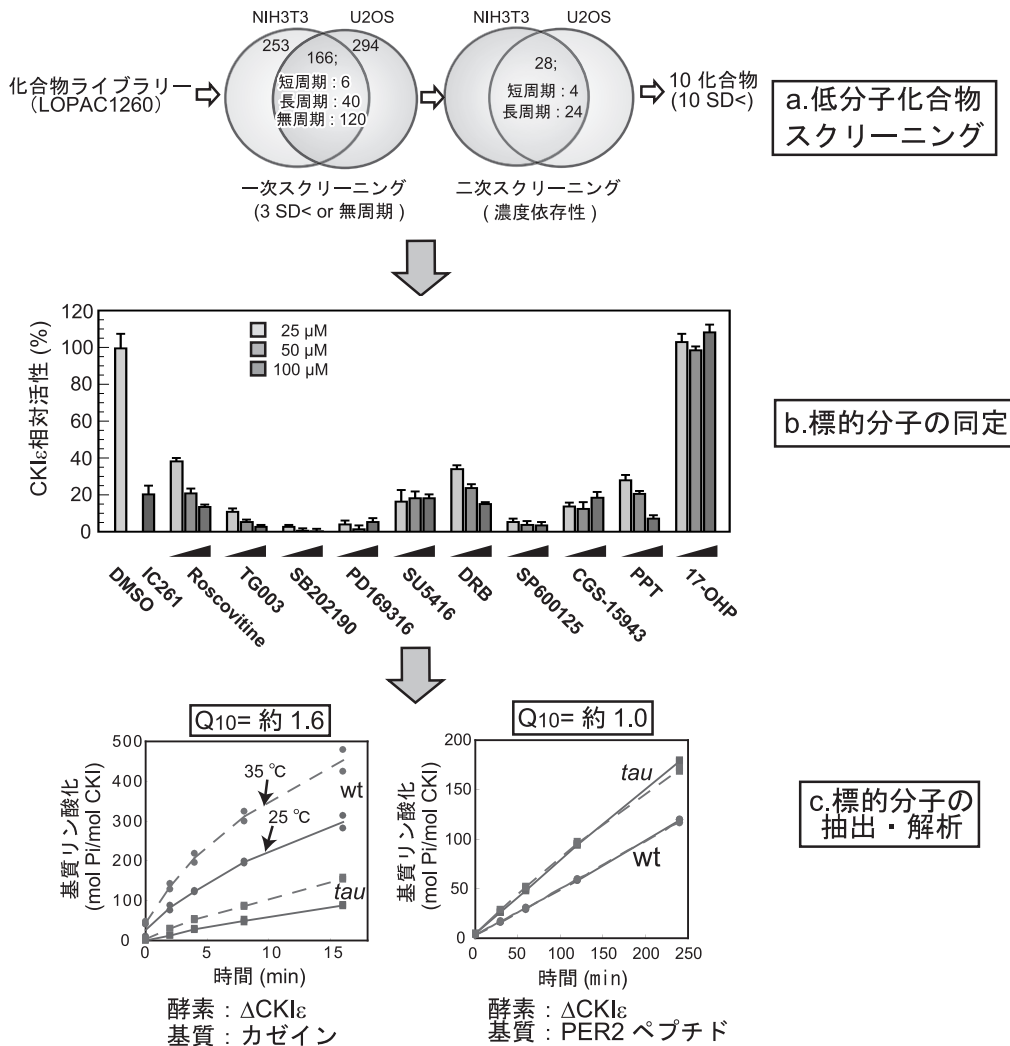 NIH3T3
U2OS
NIH3T3
U2OS
253
294
166;
短周期 : 6
長周期 : 40
無周期 : 120
28;
短周期 : 4
長周期 : 24
化合物ライブラリー
(LOPAC1260)
10 化合物
(10 SD<)
a.低分子化合物
スクリーニング
一次スクリーニング
(3 SD< or 無周期 )
二次スクリーニング
( 濃度依存性 )
CKIε相対活性 (%)
120
100
80
60
40
20
0
25 µM
50 µM
100 µM
DMSO
IC261
Roscovitine
TG003
SB202190
PD169316
SU5416
DRB
SP600125
CGS-15943
PPT
17-OHP
b.標的分子の同定
Q10= 約 1.6
基質リン酸化
(mol Pi/mol CKI)
500
400
300
200
100
0
35 ℃
25 ℃
wt
tau
0
5
10
15
時間 (min)
酵素 : ΔCKIε
基質 : カゼイン
Q10= 約 1.0
基質リン酸化
(mol Pi/mol CKI)
200
150
100
50
0
tau
wt
0
50
100
150
200
250
時間 (min)
酵素 : ΔCKIε
基質 : PER2 ペプチド
c.標的分子の
抽出・解析